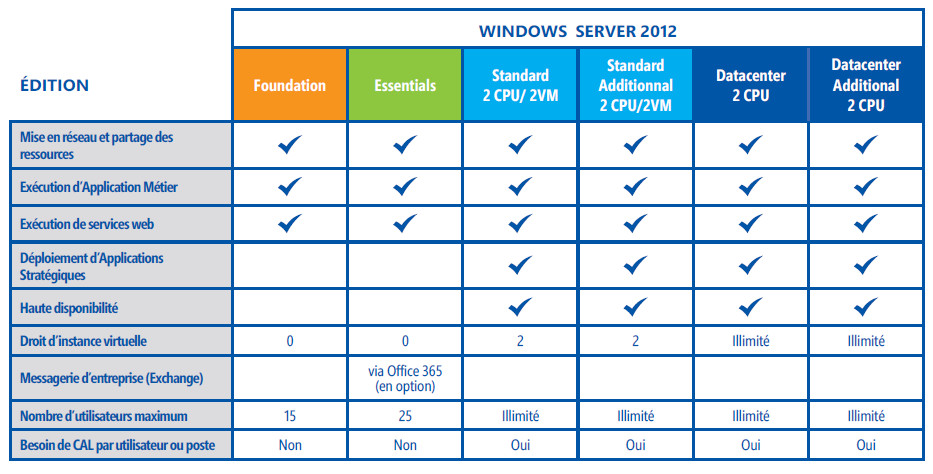 WINDOWS SERVER 2012
ÉDITION
Foundation
Essentials
Standard
2 CPU/ 2VM
Standard
Additionnal
2 CPU/2VM
Datacenter
2 CPU
Datacenter
Additional
2 CPU
Mise en réseau et partage des
ressources
Exécution d'Application Métier
Exécution de services web
Déploiement d'Applications
Stratégiques
Haute disponibilité
Droit d'instance virtuelle 0 0 2 2 Illimité Illimité
Messagerie d'entreprise (Exchange)
via Office 365
(en option)
Nombre d'utilisateurs maximum 15 25 Illimité Illimité Illimité Illimité
Besoin de CAL par utilisateur ou poste Non Non Oui Oui Oui Oui